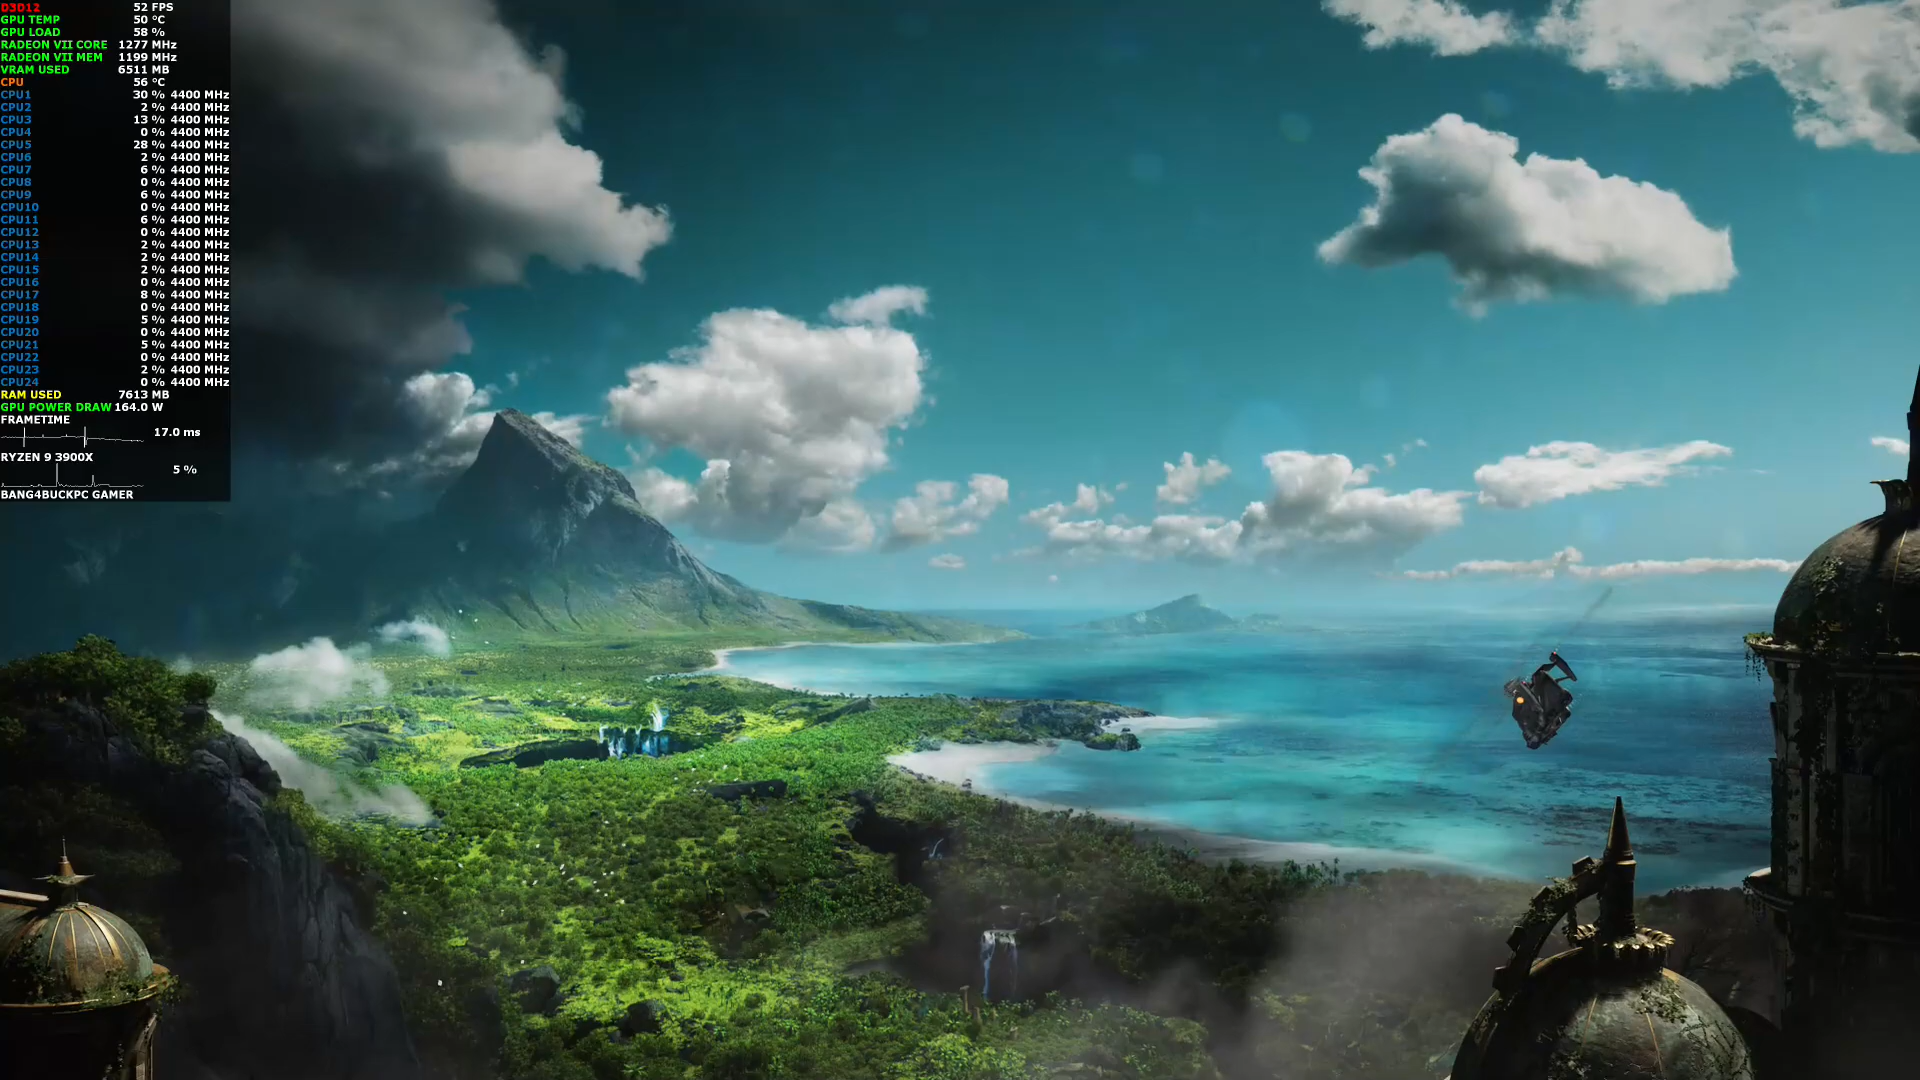 D3D12 52 FPS
GPU TEMP 50 °C
GPU LOAD 58 %
RADEON VII CORE 1277 MHz
RADEON VII MEM 1199 MHz
VRAM USED 6511 MB
CPU 56 °C
CPU1 30 % 4400 MHz
CPU2 2 % 4400 MHz
CPU3 13 % 4400 MHz
CPU4 0 % 4400 MHz
CPU5 28 % 4400 MHz
CPU6 2 % 4400 MHz
CPU7 6 % 4400 MHz
CPU8 0 % 4400 MHz
CPU9 6 % 4400 MHz
CPU10 0 % 4400 MHz
CPU11 6 % 4400 MHz
CPU12 0 % 4400 MHz
CPU13 2 % 4400 MHz
CPU14 2 % 4400 MHz
CPU15 2 % 4400 MHz
CPU16 0 % 4400 MHz
CPU17 8 % 4400 MHz
CPU18 0 % 4400 MHz
CPU19 5 % 4400 MHz
CPU20 0 % 4400 MHz
CPU21 5 % 4400 MHz
CPU22 0 % 4400 MHz
CPU23 2 % 4400 MHz
CPU24 0 % 4400 MHz
RAM USED 7613 MB
GPU POWER DRAW 164.0 W
FRAMETIME
17.0 ms
RYZEN 9 3900X
5 %
BANG4BUCKPC GAMER